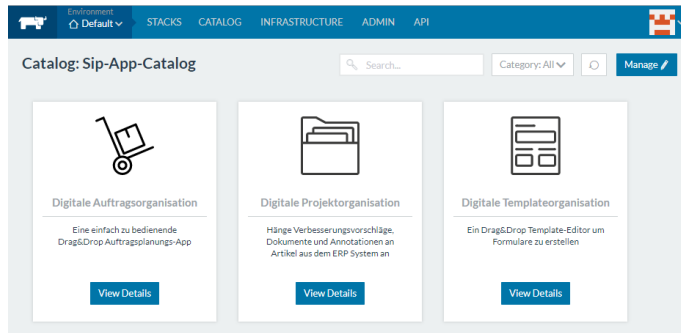 Environment
Default
STACKS CATALOG INFRASTRUCTURE ADMIN API
Catalog: Sip-App-Catalog
Search...
Category: All
Manage
Digitale Auftragsorganisation
Eine einfach zu bedienende
Drag&Drop Auftragsplanungs-App
View Details
Digitale Projektorganisation
Hänge Verbesserungsvorschläge,
Dokumente und Annotationen an
Artikel aus dem ERP System an
View Details
Digitale Templateorganisation
Ein Drag&Drop Template-Editor um
Formulare zu erstellen
View Details